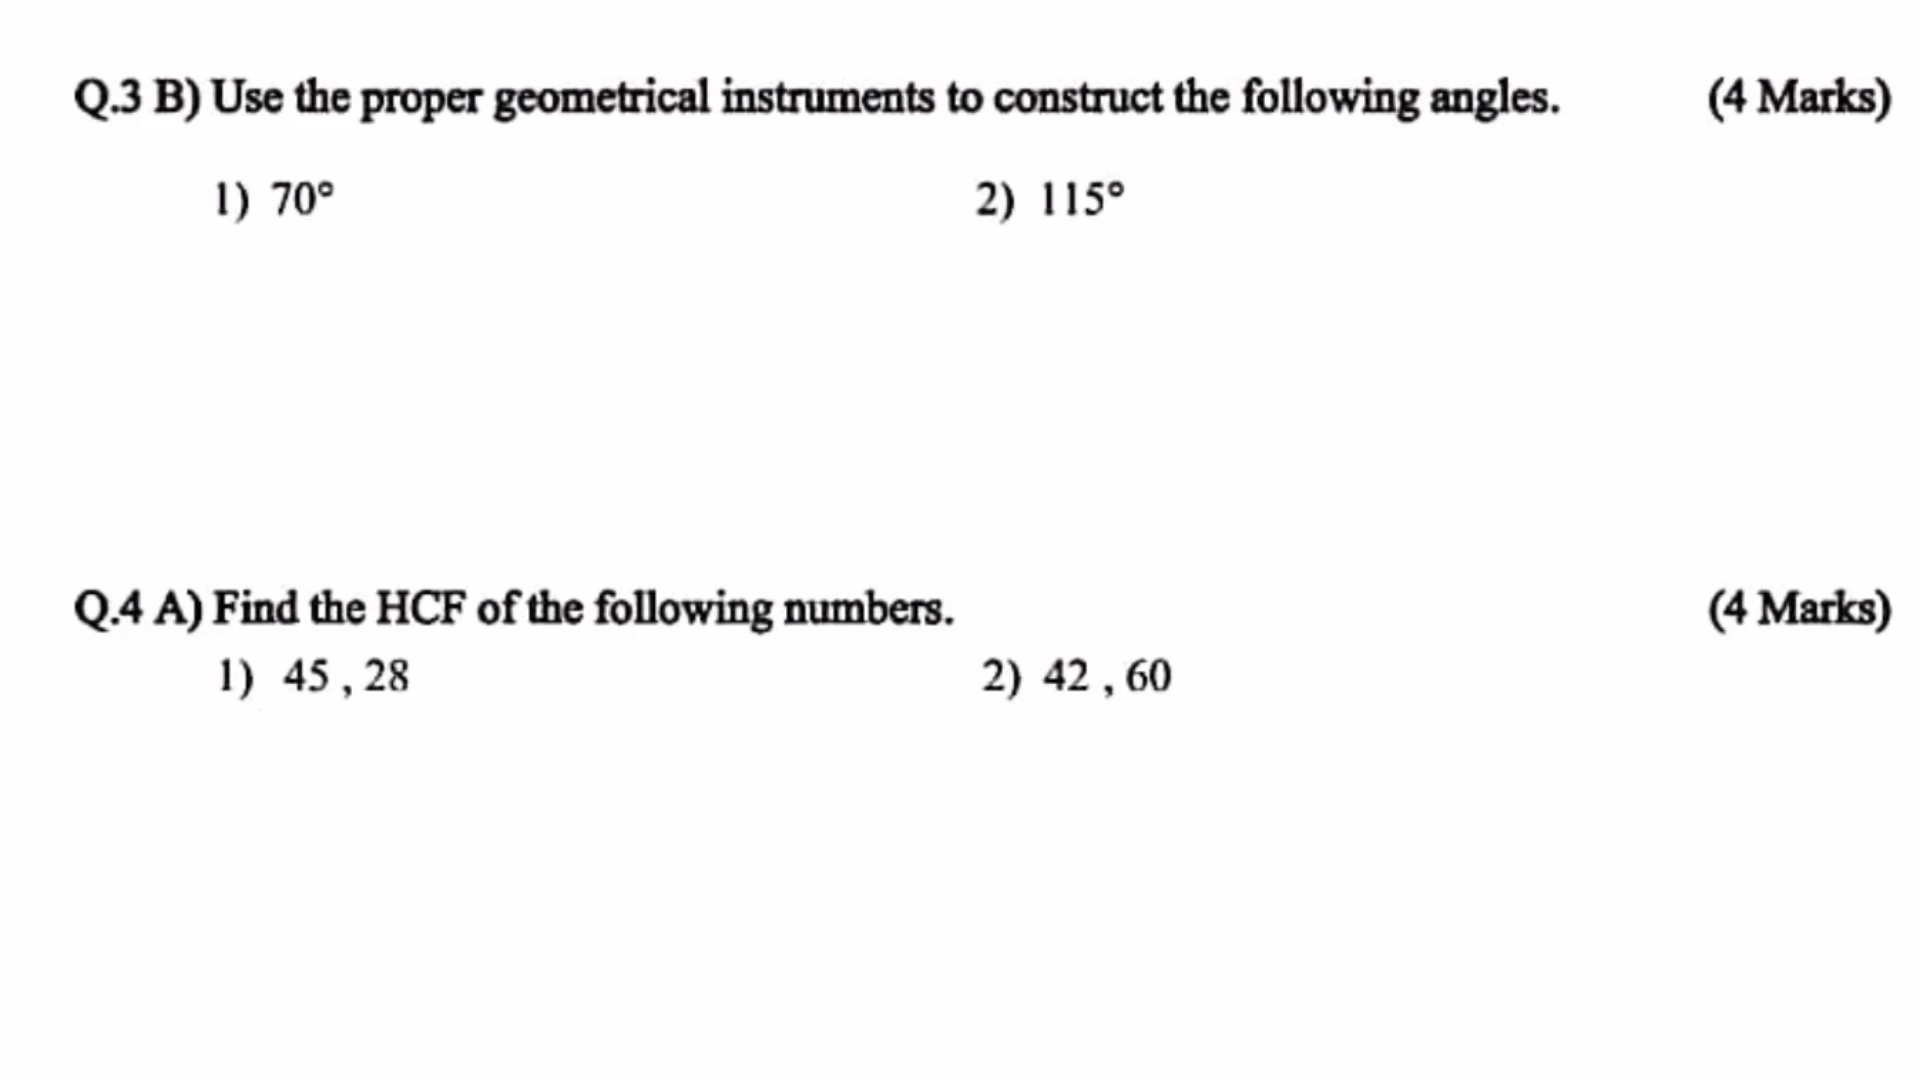 Q.3 B) Use the proper geometrical instruments to construct the following angles. (4 Marks)
1) 70° 2) 115°
Q.4 A) Find the HCF of the following numbers. (4 Marks)
1) 45 , 28 2) 42 , 60